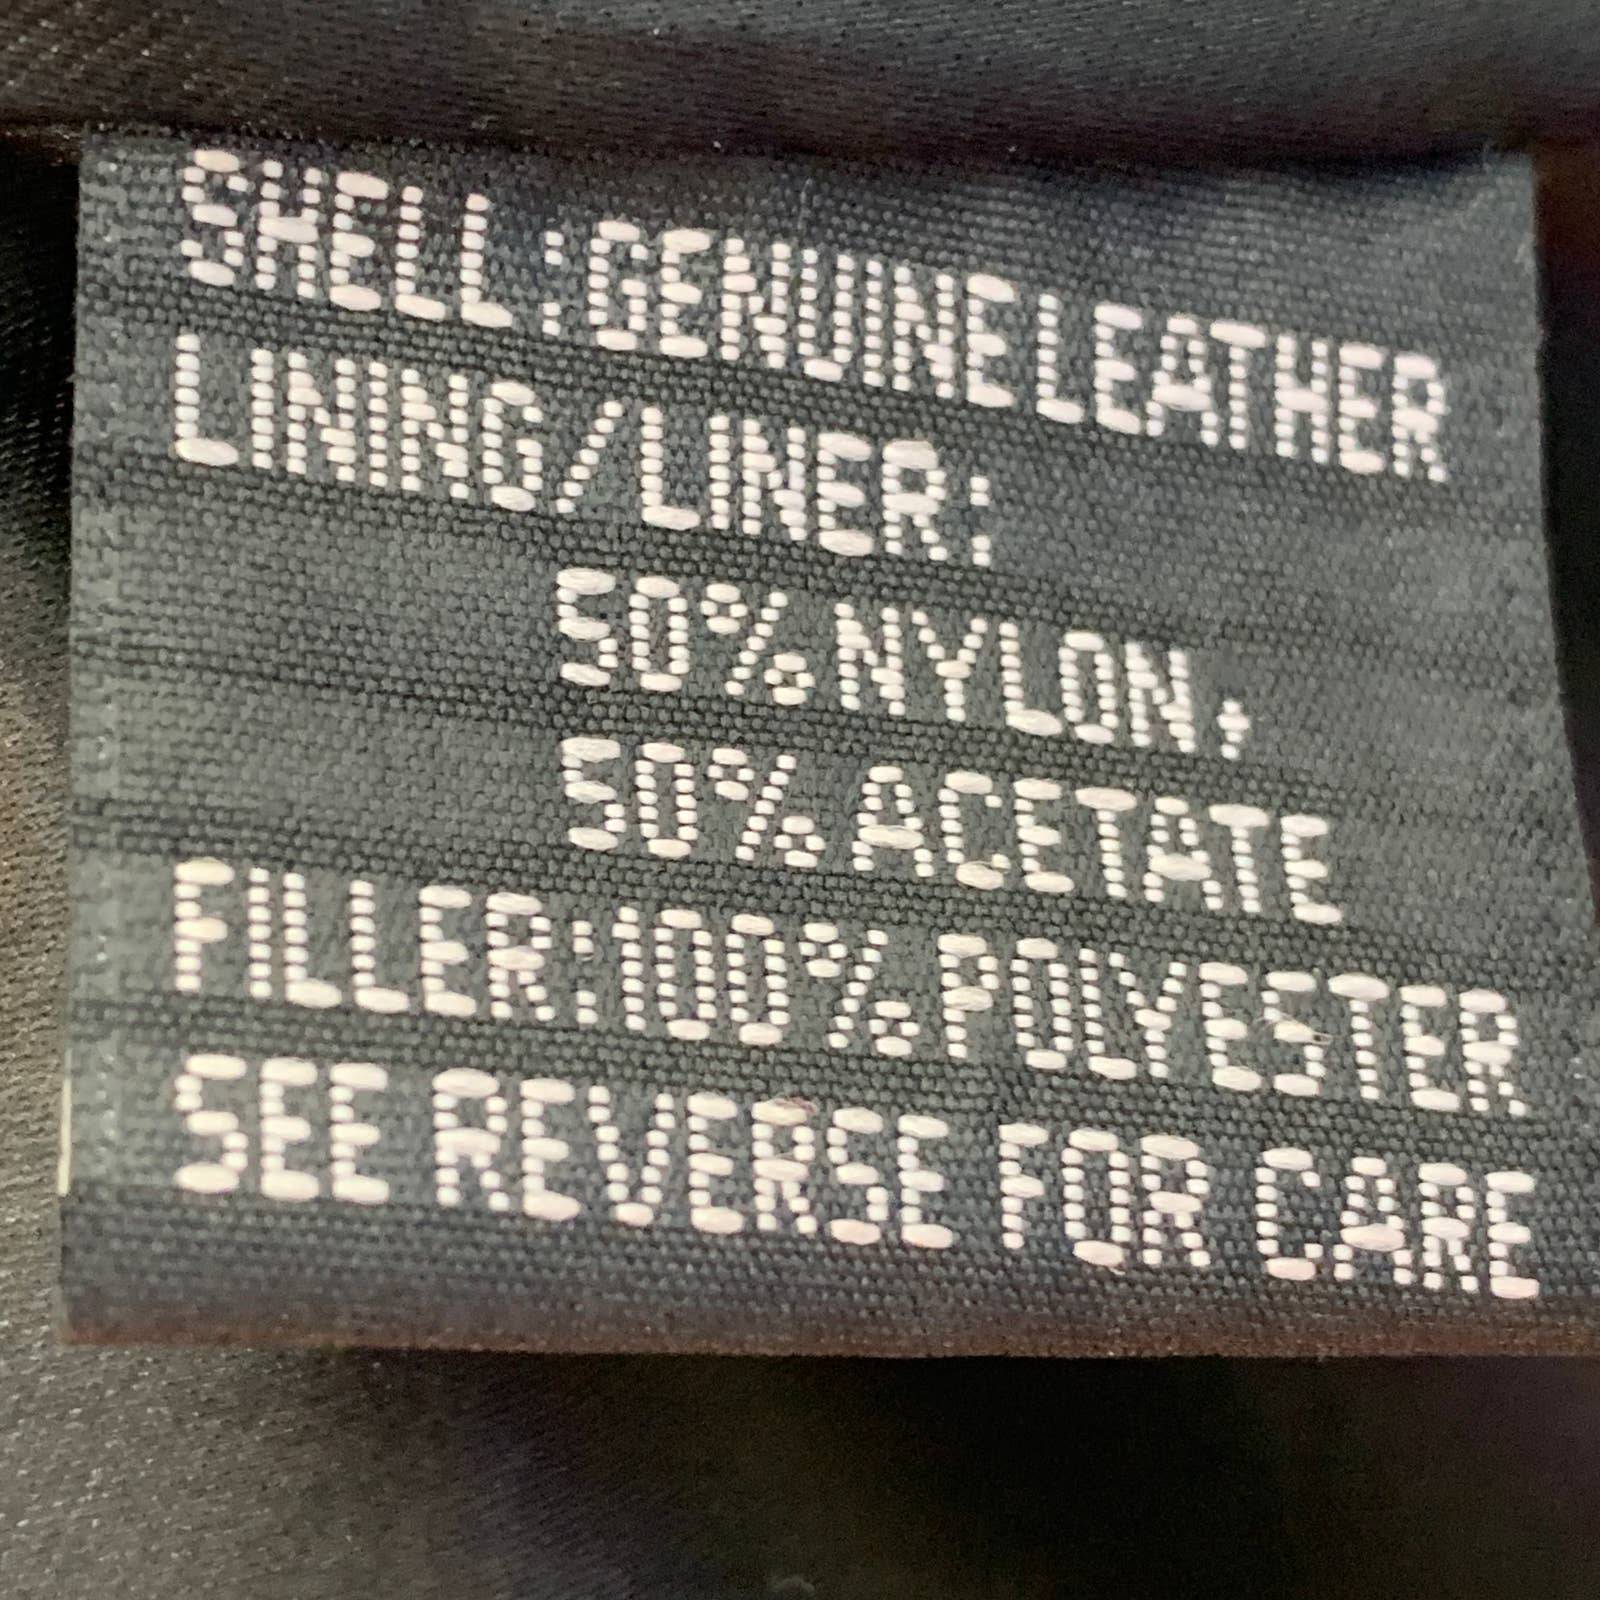 SHELL:GENUINE LEATHER
LINING/LINER:
50% NYLON,
50% ACETATE
FILLER:100% POLYESTER
SEE REVERSE FOR CARE